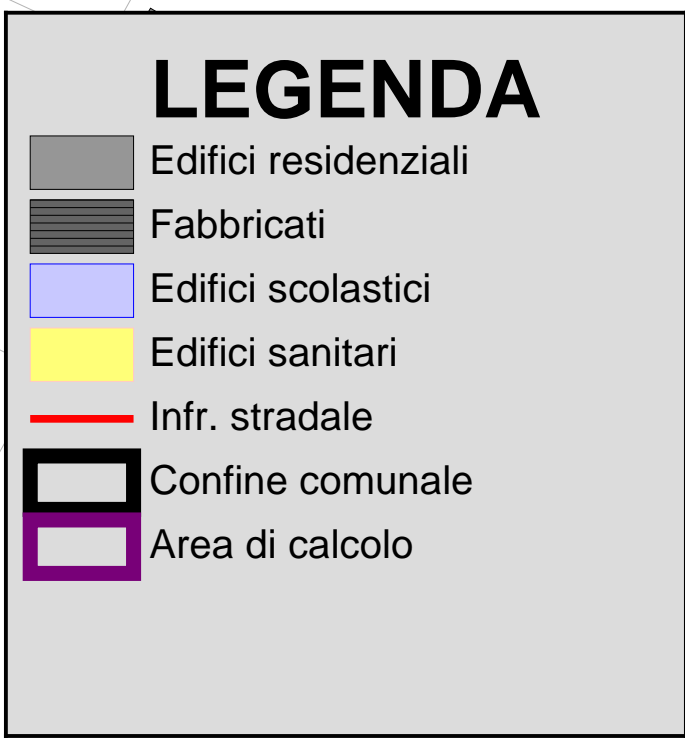 LEGENDA
Edifici residenziali
Fabbricati
Edifici scolastici
Edifici sanitari
Infr. stradale
Confine comunale
Area di calcolo